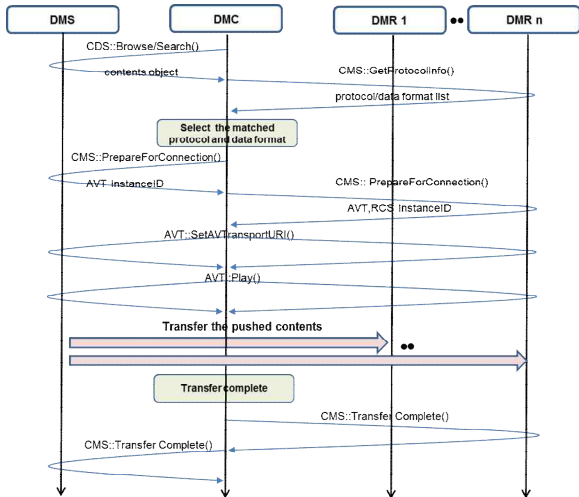 DMS
DMC
DMR 1
●●
DMR n
CDS::Browse/Search()
contents object
CMS::GetProtocolInfo()
protocol/data format list
Select the matched
protocol and data format
CMS::PrepareForConnection()
AVT InstanceID
CMS:: PrepareForConnection()
AVT,RCS InstanceID
AVT::SetAVTransportURI()
AVT::Play()
Transfer the pushed contents
●●
Transfer complete
CMS::Transfer Complete()
CMS::Transfer Complete()